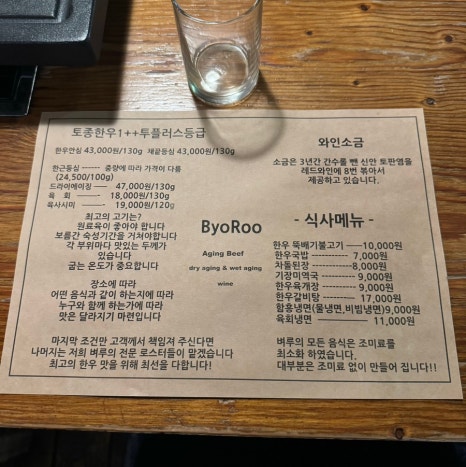 토종한우1++투플러스등급
한우안심 43,000원/130g 채끝등심 43,000원/130g
한근등심 ------ 중량에 따라 가격이 다름
(24,500/100g)
드라이에이징 --- 47,000원/130g
육 회 ------- 18,000원/130g
육사시미 ------- 19,000원/120g
최고의 고기는?
원료육이 좋아야 합니다
보름간 숙성기간을 거쳐야합니다
각 부위마다 맛있는 두께가
있습니다
굽는 온도가 중요합니다
장소에 따라
어떤 음식과 같이 하는지에 따라
누구와 함께 하는가에 따라
맛은 달라지기 마련입니다
마지막 조건만 고객께서 책임져 주신다면
나머지는 저희 벼루의 전문 로스터들이 맡겠습니다
최고의 한우 맛을 위해 최선을 다합니다!
ByoRoo
Aging Beef
dry aging & wet aging
wine
와인소금
소금은 3년간 간수를 뺀 신안 토판염을
레드와인에 8번 볶아서
제공하고 있습니다.
- 식사메뉴 -
한우 뚝배기불고기 ----10,000원
한우국밥 ----------- 7,000원
차돌된장 -----------8,000원
기장미역국 --------- 9,000원
한우육개장 --------- 9,000원
한우갈비탕 --------- 17,000원
함흥냉면(물냉면,비빔냉면)9,000원
육회냉면 ----------- 11,000원
벼루의 모든 음식은 조미료를
최소화 하였습니다.
대부분은 조미료 없이 만들어 집니다!!